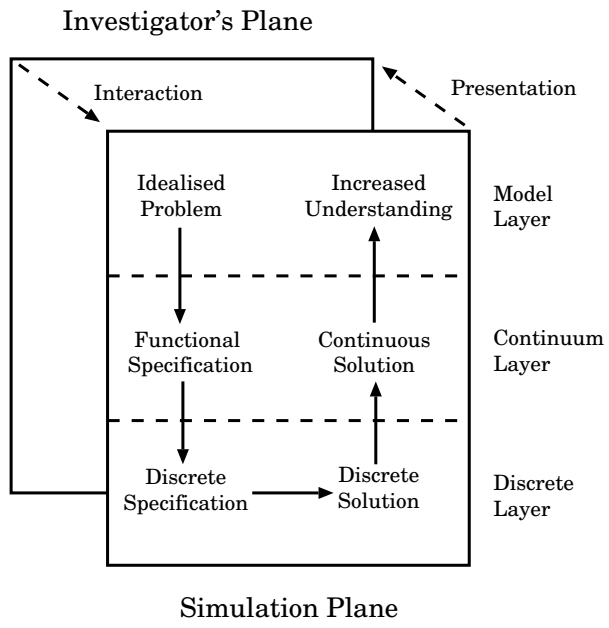 Investigator's Plane
Interaction
Presentation
Idealised
Problem
Increased
Understanding
Model
Layer
Functional
Specification
Continuous
Solution
Continuum
Layer
Discrete
Specification
Discrete
Solution
Discrete
Layer
Simulation Plane